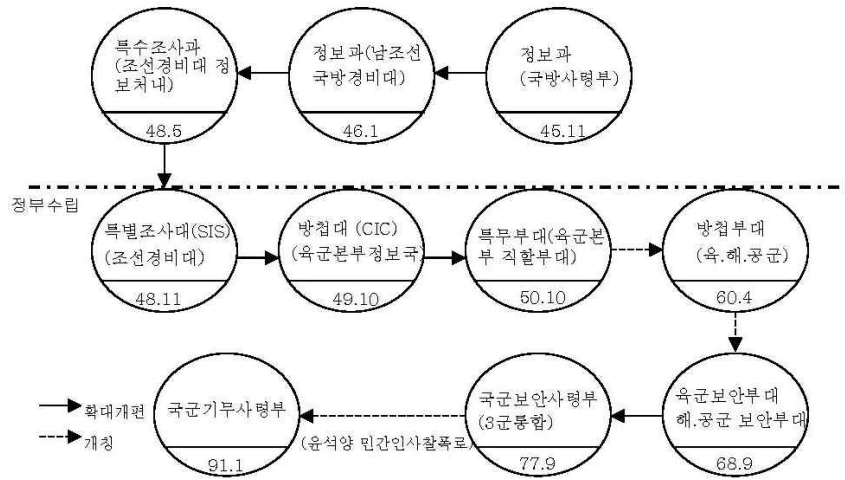 특수조사과
(조선경비대 정
보처내)
48.5
정보과(남조선
국방경비대)
46.1
정보과
(국방사령부)
45.11
정부수립
특별조사대(SIS)
(조선경비대)
48.11
방첩대 (CIC)
(육군본부정보국)
49.10
특무부대(육군본
부 직할부대)
50.10
방첩부대
(육.해.공군)
60.4
확대개편
개칭
국군기무사령부
91.1
(윤석양 민간인사찰폭로)
국군보안사령부
(3군통합)
77.9
육군보안부대
해.공군 보안부대
68.9